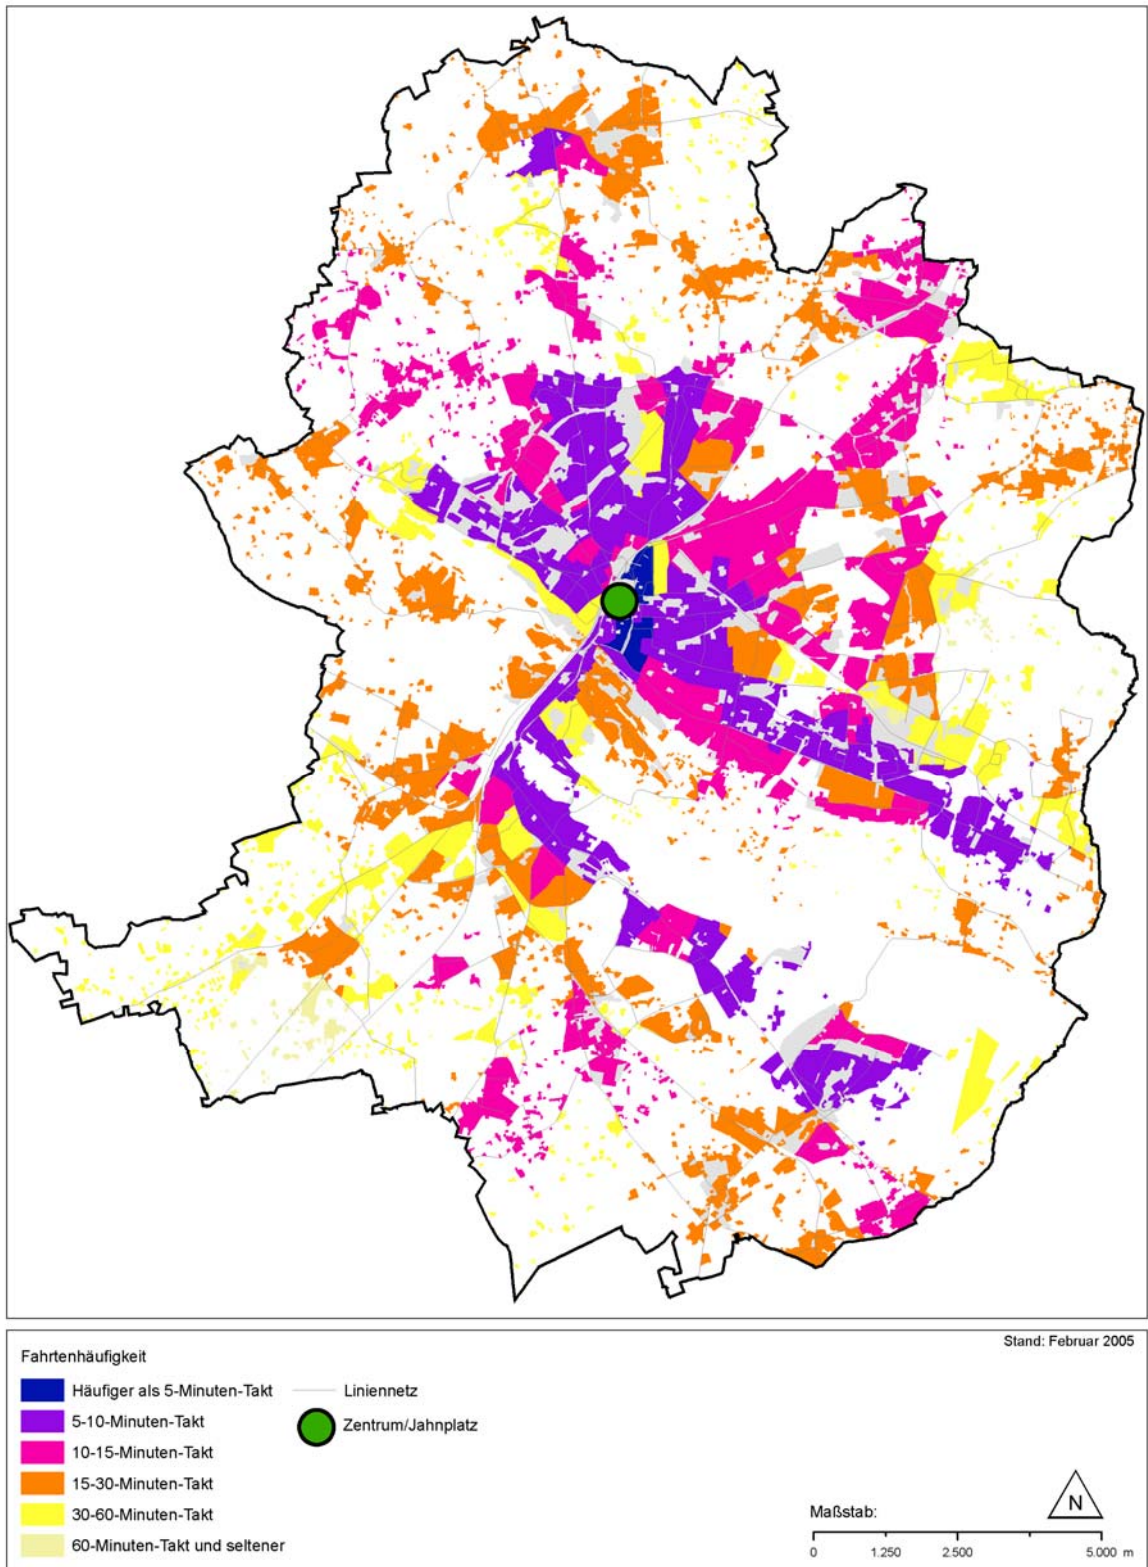 Stand: Februar 2005
Fahrtenhäufigkeit
Häufiger als 5-Minuten-Takt
Liniennetz
5-10-Minuten-Takt
Zentrum/Jahnplatz
10-15-Minuten-Takt
15-30-Minuten-Takt
30-60-Minuten-Takt
60-Minuten-Takt und seltener
Maßstab:
N
0 1.250 2.500 5.000 m